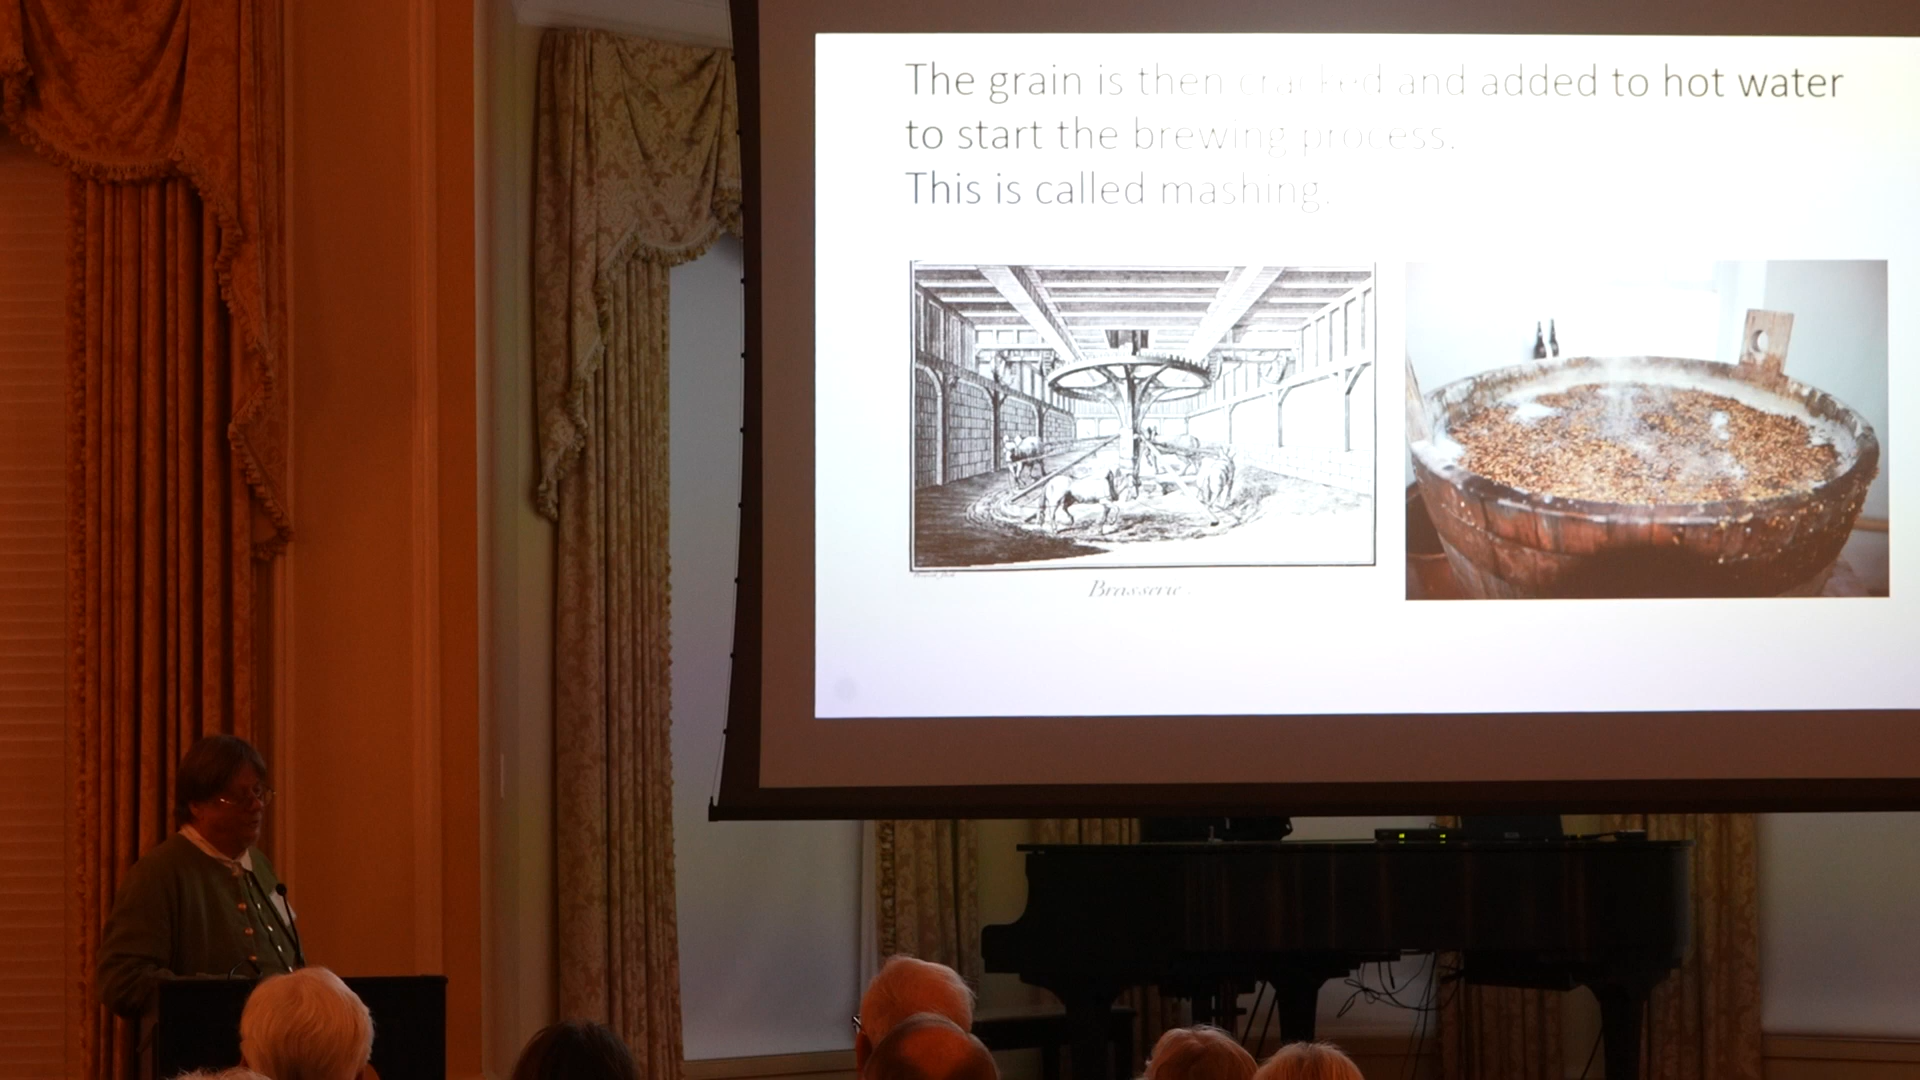 The grain is then cracked and added to hot water
to start the brewing process.
This is called mashing.
Brasserie.